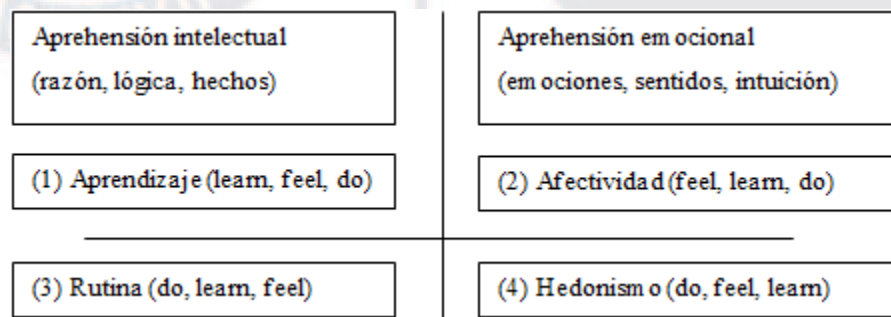 Aprehensión intelectual
(razón, lógica, hechos)
Aprehensión emocional
(emociones, sentidos, intuición)
(1) Aprendizaje (learn, feel, do)
(2) Afectividad (feel, learn, do)
(3) Rutina (do, learn, feel)
(4) Hedonismo (do, feel, learn)